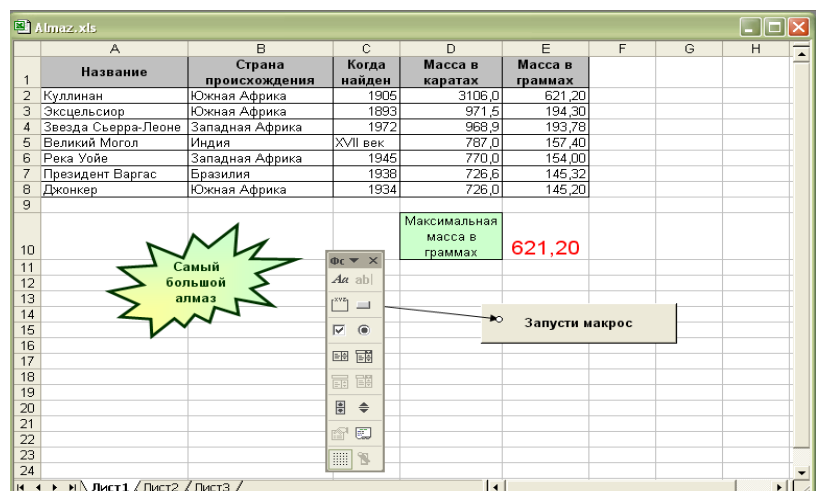 Almaz.xls
A B C D E F G H
1 Название Страна происхождения Когда найден Масса в каратах Масса в граммах
2 Куллинан Южная Африка 1905 3106,0 621,20
3 Эксцельсиор Южная Африка 1893 971,5 194,30
4 Звезда Сьерра-Леоне Западная Африка 1972 968,9 193,78
5 Великий Могол Индия XVII век 787,0 157,40
6 Река Уойе Западная Африка 1945 770,0 154,00
7 Президент Варгас Бразилия 1938 726,6 145,32
8 Джонкер Южная Африка 1934 726,0 145,20
9
Максимальная
масса в
10 граммах 621,20
Фс
11 Самый
Aa ab|
12 большой
13 алмаз
xyz
14
Запусти макрос
15
16
17
18
19
20
21
22
23
24
Лист1 / Лист2 / Лист3 /